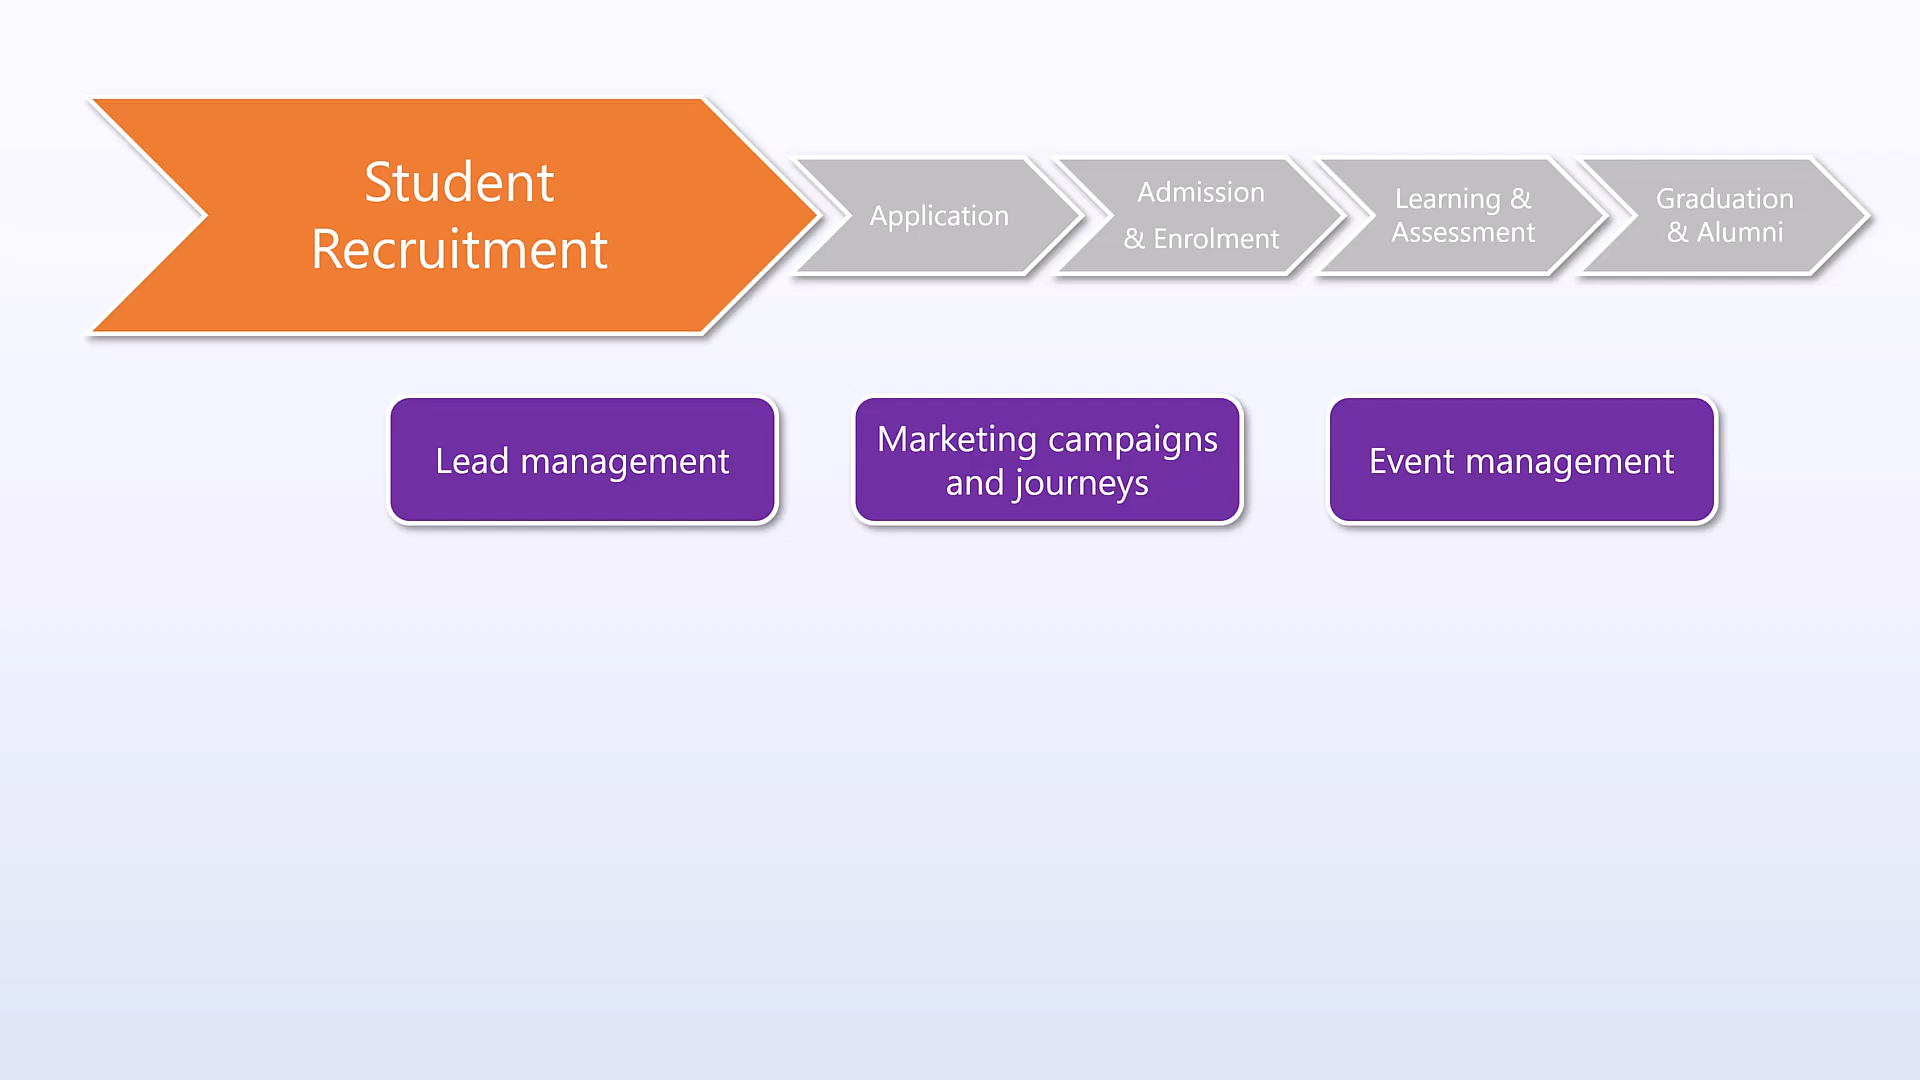 Student
Recruitment
Application
Admission
& Enrolment
Learning &
Assessment
Graduation
& Alumni
Lead management
Marketing campaigns
and journeys
Event management